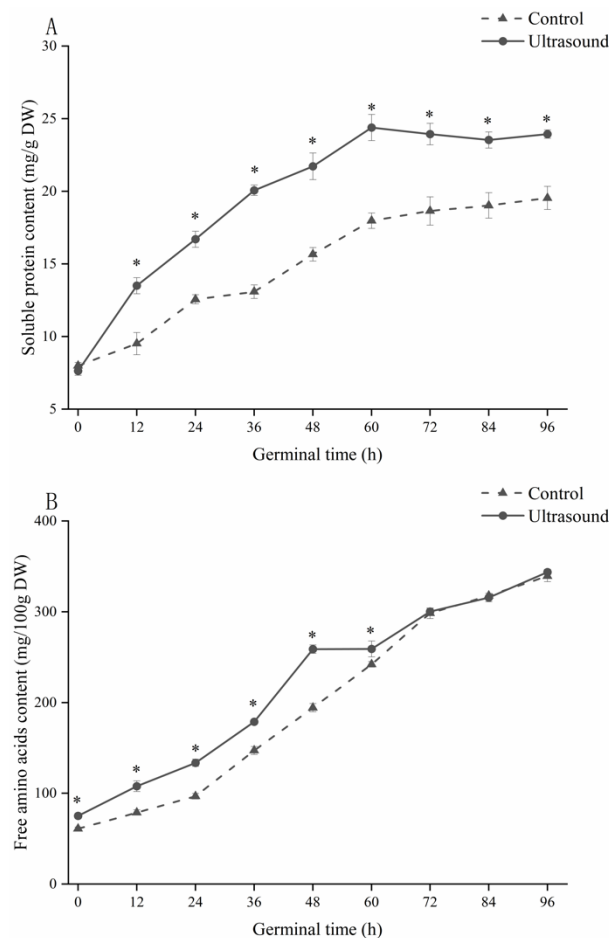 A
Control
Ultrasound
30
25
20
15
10
5
Soluble protein content (mg/g DW)
* * * * * * * *
0 12 24 36 48 60 72 84 96
Germinal time (h)
B
Control
Ultrasound
400
300
200
100
0
Free amino acids content (mg/100g DW)
* * * * * *
0 12 24 36 48 60 72 84 96
Germinal time (h)